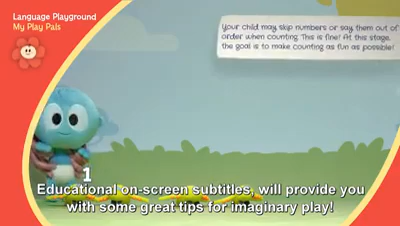 Language Playground
My Play Pals
Your child may skip numbers or say them out of
order when counting. This is fine! At this stage,
the goal is to make counting as fun as possible!
1
Educational on-screen subtitles, will provide you
with some great tips for imaginary play!